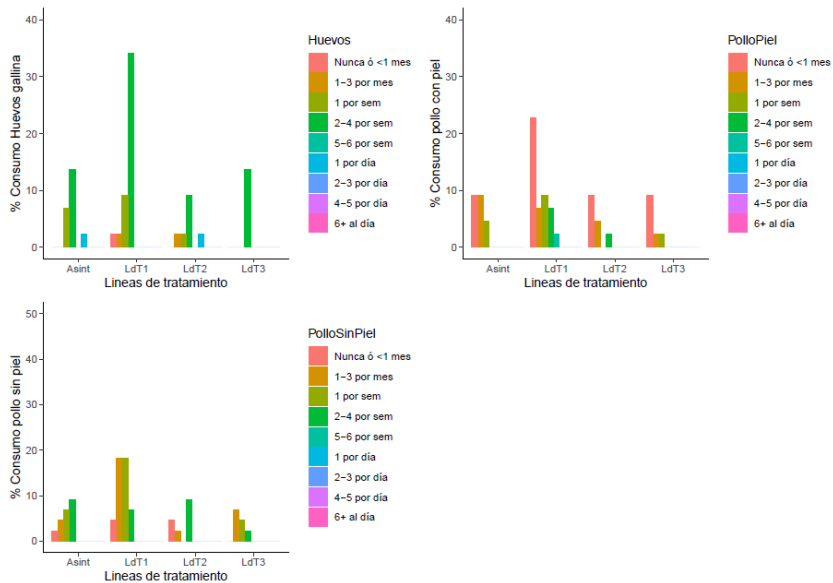 % Consumo Huevos gallina
40
30
20
10
0
Asint LdT1 LdT2 LdT3
Lineas de tratamiento
Huevos
Nunca ó <1 mes
1−3 por mes
1 por sem
2−4 por sem
5−6 por sem
1 por día
2−3 por día
4−5 por día
6+ al día
% Consumo pollo con piel
40
30
20
10
0
Asint LdT1 LdT2 LdT3
Lineas de tratamiento
PolloPiel
Nunca ó <1 mes
1−3 por mes
1 por sem
2−4 por sem
5−6 por sem
1 por día
2−3 por día
4−5 por día
6+ al día
% Consumo pollo sin piel
50
40
30
20
10
0
Asint LdT1 LdT2 LdT3
Lineas de tratamiento
PolloSinPiel
Nunca ó <1 mes
1−3 por mes
1 por sem
2−4 por sem
5−6 por sem
1 por día
2−3 por día
4−5 por día
6+ al día